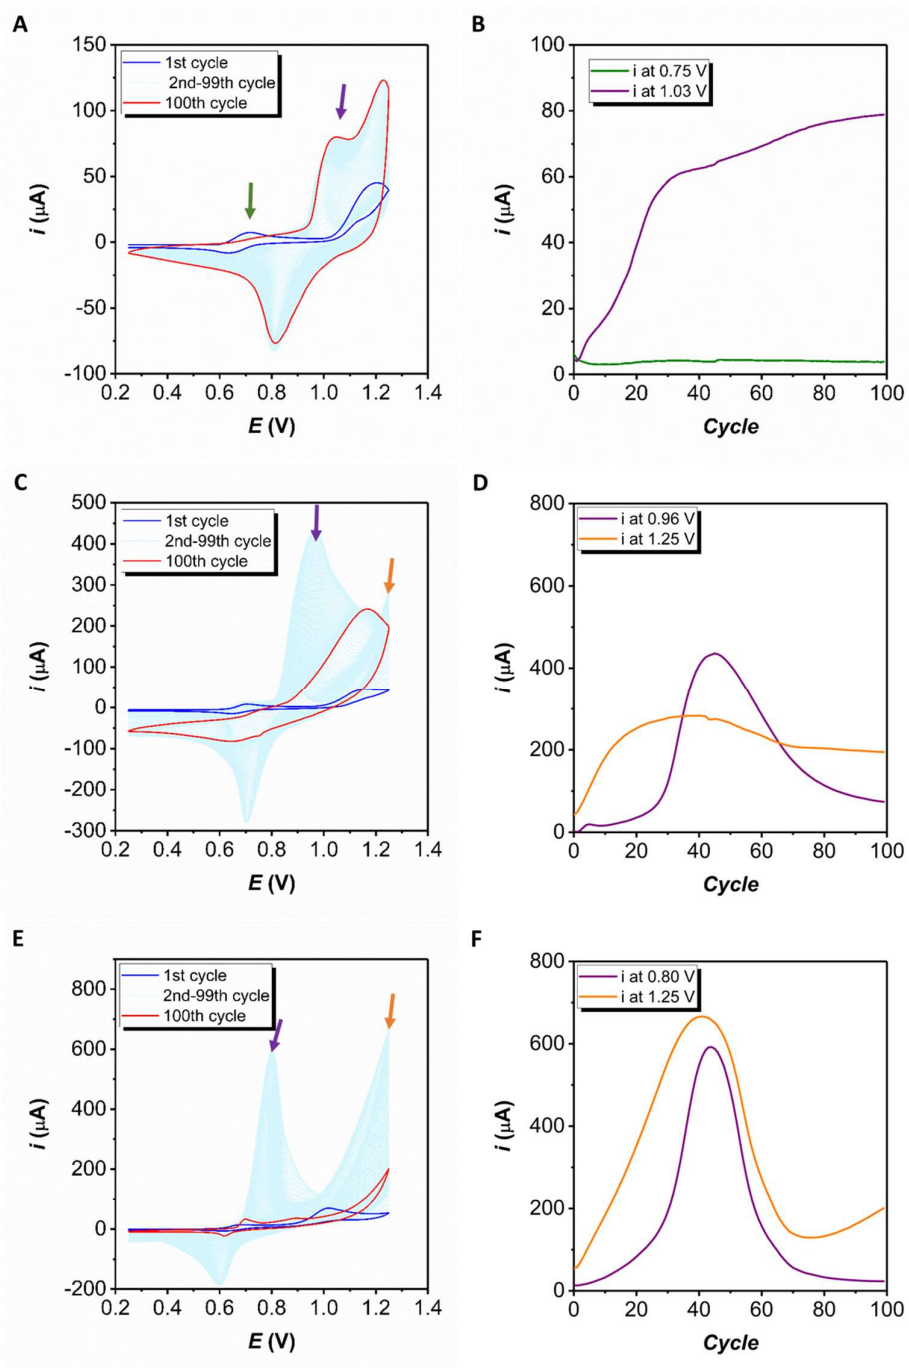 A
150
100
50
0
-50
-100
i (µA)
1st cycle
2nd-99th cycle
100th cycle
0.2 0.4 0.6 0.8 1.0 1.2 1.4
E (V)
B
100
80
60
40
20
0
i (µA)
i at 0.75 V
i at 1.03 V
0 20 40 60 80 100
Cycle
C
500
400
300
200
100
0
-100
-200
-300
i (µA)
1st cycle
2nd-99th cycle
100th cycle
0.2 0.4 0.6 0.8 1.0 1.2 1.4
E (V)
D
800
600
400
200
0
i (µA)
i at 0.96 V
i at 1.25 V
0 20 40 60 80 100
Cycle
E
800
600
400
200
0
-200
i (µA)
1st cycle
2nd-99th cycle
100th cycle
0.2 0.4 0.6 0.8 1.0 1.2 1.4
E (V)
F
800
600
400
200
0
i (µA)
i at 0.80 V
i at 1.25 V
0 20 40 60 80 100
Cycle